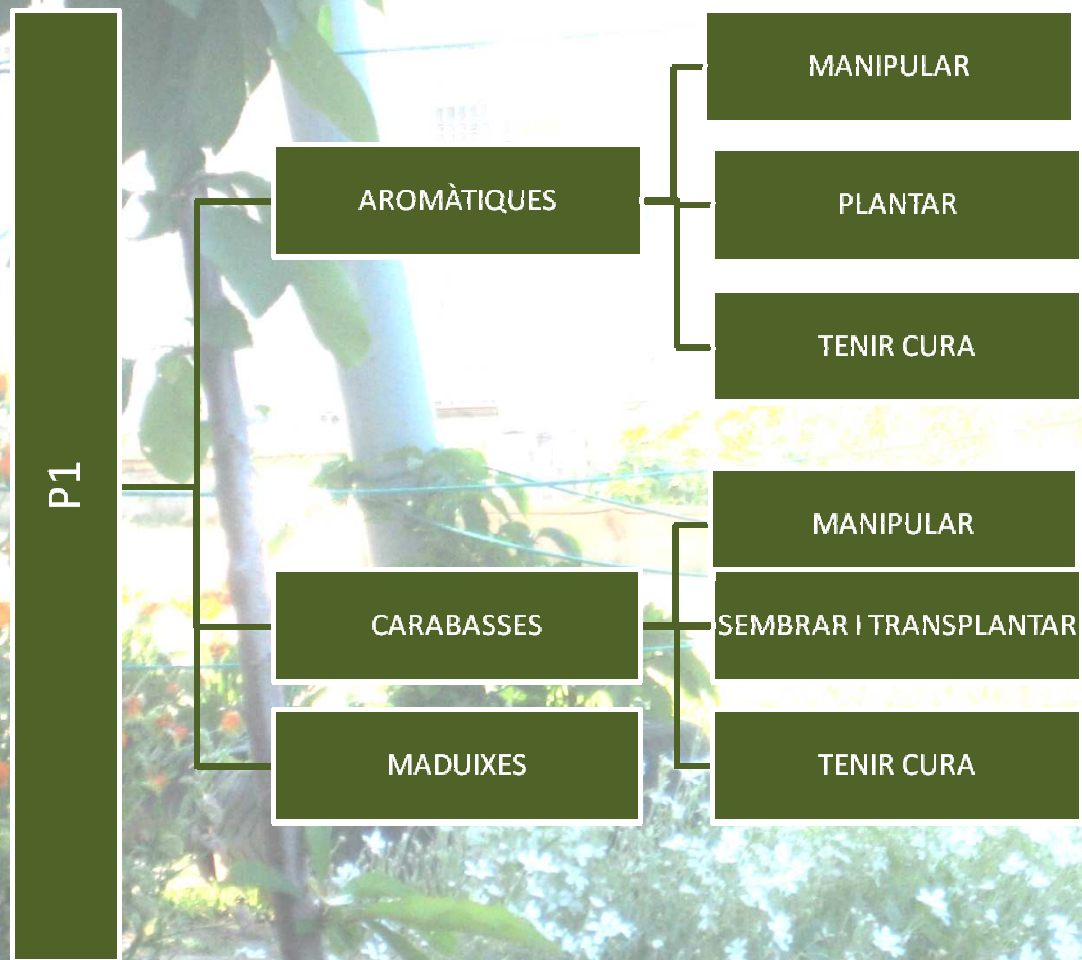 P1
AROMÀTIQUES
MANIPULAR
PLANTAR
TENIR CURA
CARABASSES
MANIPULAR
SEMBRAR I TRANSPLANTAR
TENIR CURA
MADUIXES